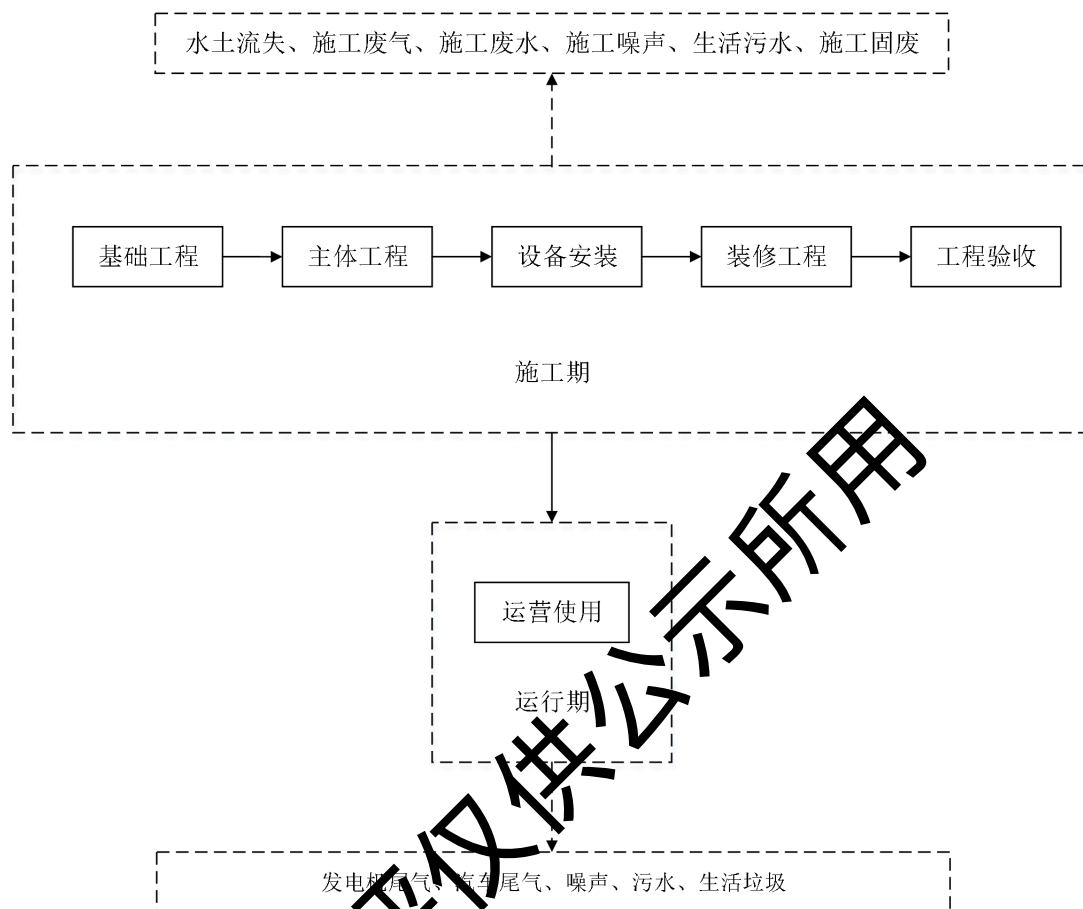 水土流失、施工废气、施工废水、施工噪声、生活污水、施工固废
基础工程
主体工程
设备安装
装修工程
工程验收
施工期
运营使用
运行期
发电机尾气、汽车尾气、噪声、污水、生活垃圾
仅供公示所用